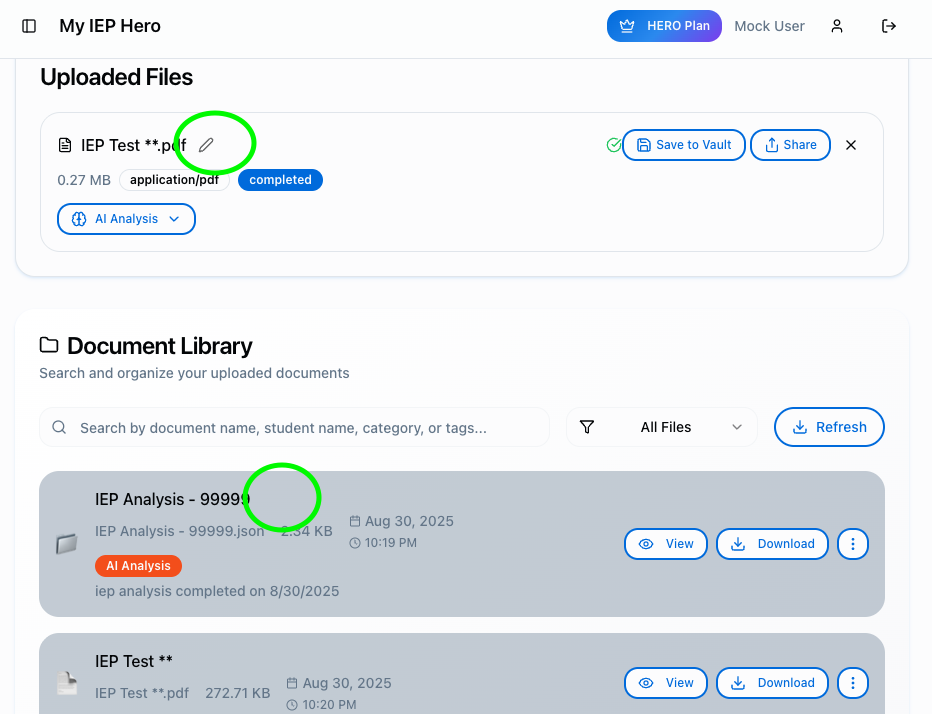 My IEP Hero
HERO Plan
Mock User
Uploaded Files
IEP Test **.pdf
Save to Vault
Share
0.27 MB
application/pdf
completed
AI Analysis
Document Library
Search and organize your uploaded documents
Search by document name, student name, category, or tags...
All Files
Refresh
IEP Analysis - 99999
IEP Analysis - 99999.json
2.34 KB
Aug 30, 2025
10:19 PM
View
Download
AI Analysis
iep analysis completed on 8/30/2025
IEP Test **
IEP Test **.pdf
272.71 KB
Aug 30, 2025
10:20 PM
View
Download